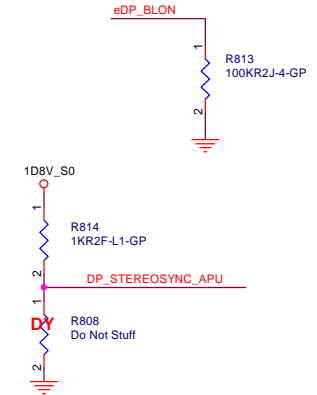 eDP_BLON
1
R813
100KR2J-4-GP
2
1D8V_S0
1
R814
1KR2F-L1-GP
2
DP_STEREOSYNC_APU
1
DY
R808
Do Not Stuff
2